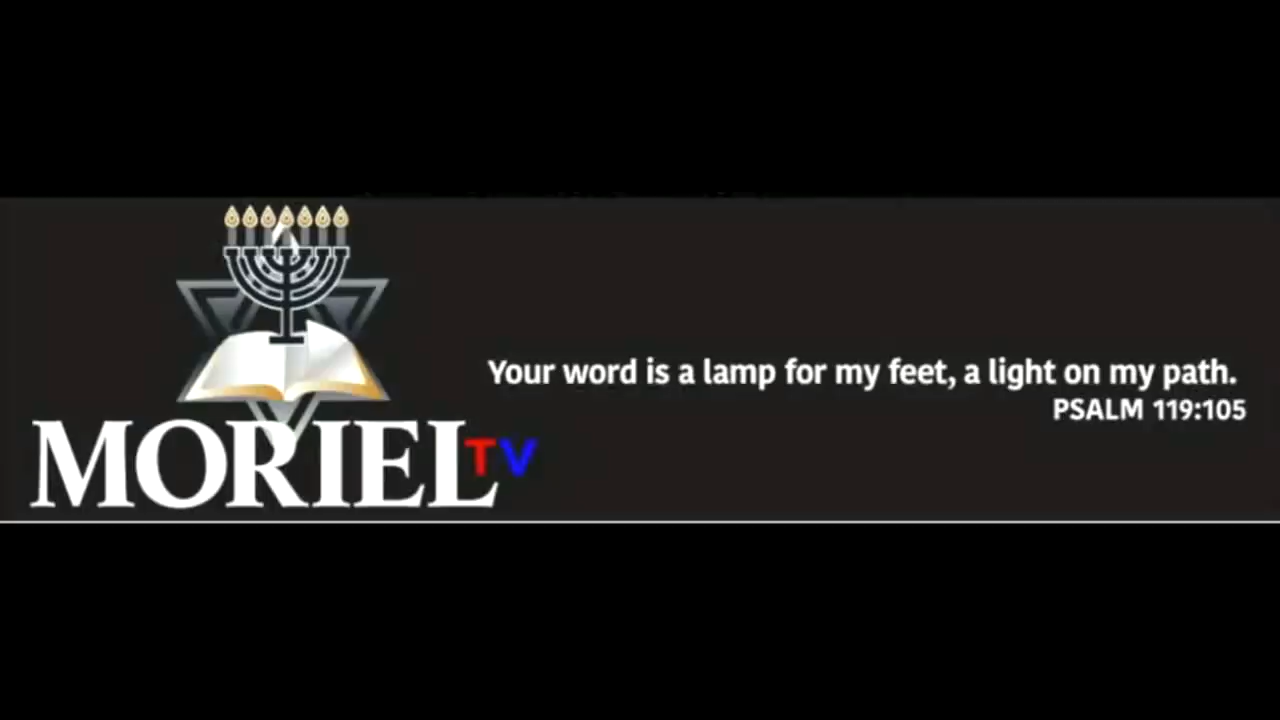 Your word is a lamp for my feet, a light on my path.
PSALM 119:105
MORIEL TV